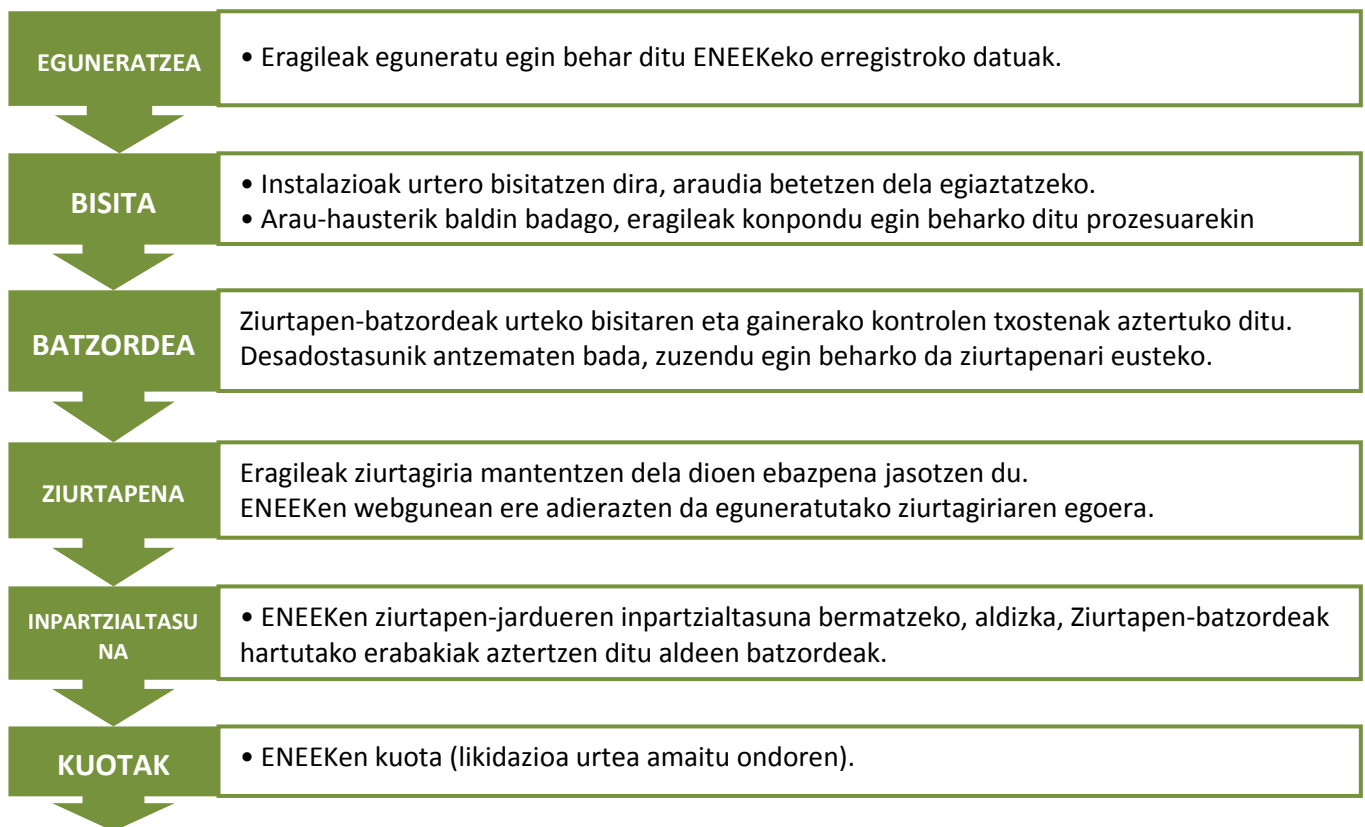 EGUNERATZEA
• Eragileak eguneratu egin behar ditu ENEEKeko erregistroko datuak.
BISITA
• Instalazioak urtero bisitatzen dira, araudia betetzen dela egiaztatzeko.
• Arau-hausterik baldin badago, eragileak konpondu egin beharko ditu prozesuarekin
BATZORDEA
Ziurtapen-batzordeak urteko bisitaren eta gainerako kontrolen txostenak aztertuko ditu.
Desadostasunik antzematen bada, zuzendu egin beharko da ziurtapenari eusteko.
ZIURTAPENA
Eragileak ziurtagiria mantentzen dela dioen ebazpena jasotzen du.
ENEEKen webgunean ere adierazten da eguneratutako ziurtagiriaren egoera.
INPARTZIALTASU
NA
• ENEEKen ziurtapen-jardueren inpartzialtasuna bermatzeko, aldizka, Ziurtapen-batzordeak
hartutako erabakiak aztertzen ditu aldeen batzordeak.
KUOTAK
• ENEEKen kuota (likidazioa urtea amaitu ondoren).